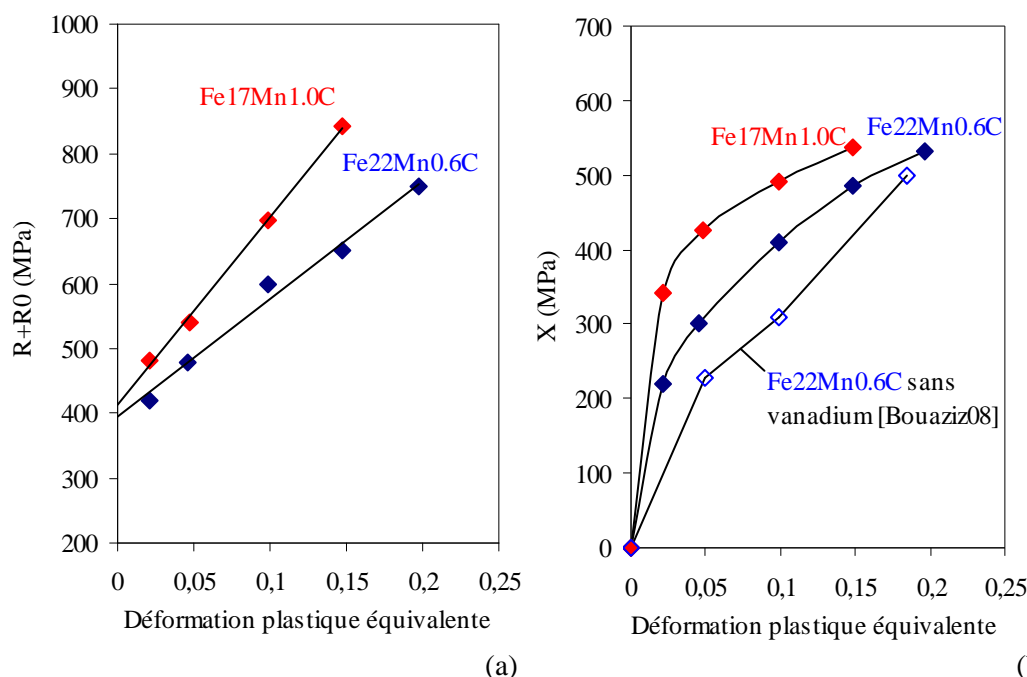 1000
900
800
700
600
500
400
300
200
R+R0 (MPa)
Fe17Mn1.0C
Fe22Mn0.6C
0 0,05 0,1 0,15 0,2 0,25
Déformation plastique équivalente
(a)
700
600
500
400
300
200
100
0
X (MPa)
Fe17Mn1.0C
Fe22Mn0.6C
Fe22Mn0.6C sans
vanadium [Bouaziz08]
0 0,05 0,1 0,15 0,2 0,25
Déformation plastique équivalente
(